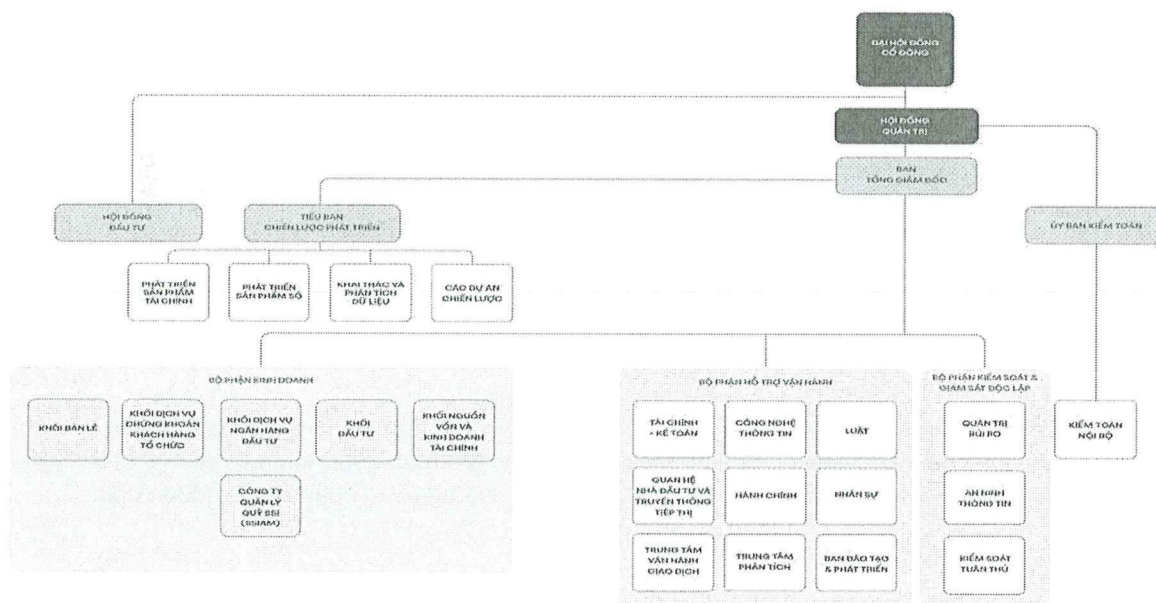 ĐẠI HỘI ĐỒNG
CỔ ĐÔNG
HỘI ĐỒNG
QUẢN TRỊ
BAN
TỔNG GIÁM ĐỐC
HỘI ĐỒNG
ĐẦU TƯ
TIỂU BAN
CHIẾN LƯỢC PHÁT TRIỂN
ỦY BAN KIỂM TOÁN
PHÁT TRIỂN
SẢN PHẨM
TÀI CHÍNH
PHÁT TRIỂN
SẢN PHẨM SỐ
KHAI THÁC VÀ
PHÂN TÍCH
DỮ LIỆU
CÁC DỰ ÁN
CHIẾN LƯỢC
BỘ PHẬN KINH DOANH
KHỐI BÁN LẺ
KHỐI DỊCH VỤ
CHỨNG KHOÁN
KHÁCH HÀNG
TỔ CHỨC
KHỐI DỊCH VỤ
NGÂN HÀNG
ĐẦU TƯ
KHỐI
ĐẦU TƯ
KHỐI NGUỒN
VỐN VÀ
KINH DOANH
TÀI CHÍNH
CÔNG TY
QUẢN LÝ
QUỸ SSI
(SSIAM)
BỘ PHẬN HỖ TRỢ VẬN HÀNH
TÀI CHÍNH
- KẾ TOÁN
CÔNG NGHỆ
THÔNG TIN
LUẬT
QUAN HỆ
NHÀ ĐẦU TƯ VÀ
TRUYỀN THÔNG
TIẾP THỊ
HÀNH CHÍNH
NHÂN SỰ
TRUNG TÂM
VẬN HÀNH
GIAO DỊCH
TRUNG TÂM
PHÂN TÍCH
BAN ĐÀO TẠO
& PHÁT TRIỂN
BỘ PHẬN KIỂM SOÁT &
GIÁM SÁT ĐỘC LẬP
QUẢN TRỊ
RỦI RO
AN NINH
THÔNG TIN
KIỂM SOÁT
TUÂN THỦ
KIỂM TOÁN
NỘI BỘ